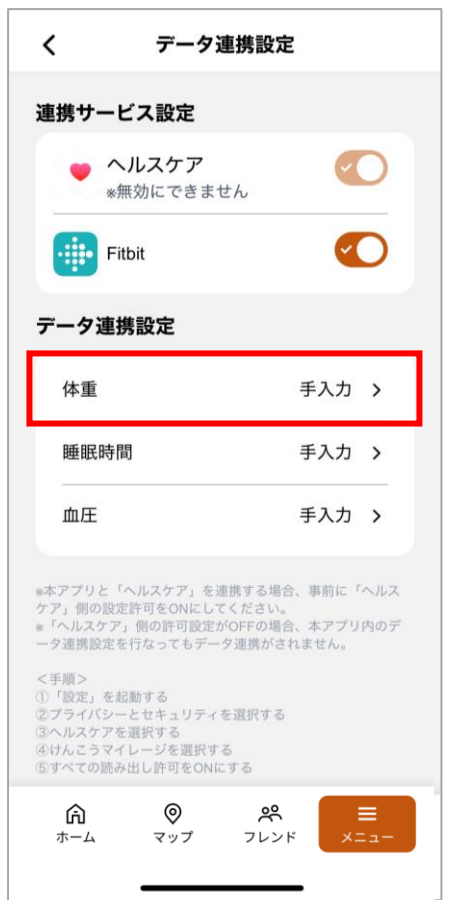 データ連携設定
連携サービス設定
ヘルスケア
※無効にできません
Fitbit
データ連携設定
体重 手入力
睡眠時間 手入力
血圧 手入力
※本アプリと「ヘルスケア」を連携する場合、事前に「ヘルス
ケア」側の設定許可をONにしてください。
※「ヘルスケア」側の許可設定がOFFの場合、本アプリ内のデ
ータ連携設定を行なってもデータ連携がされません。
＜手順＞
①「設定」を起動する
②プライバシーとセキュリティを選択する
③ヘルスケアを選択する
④けんこうマイレージを選択する
⑤すべての読み出し許可をONにする
ホーム マップ フレンド メニュー